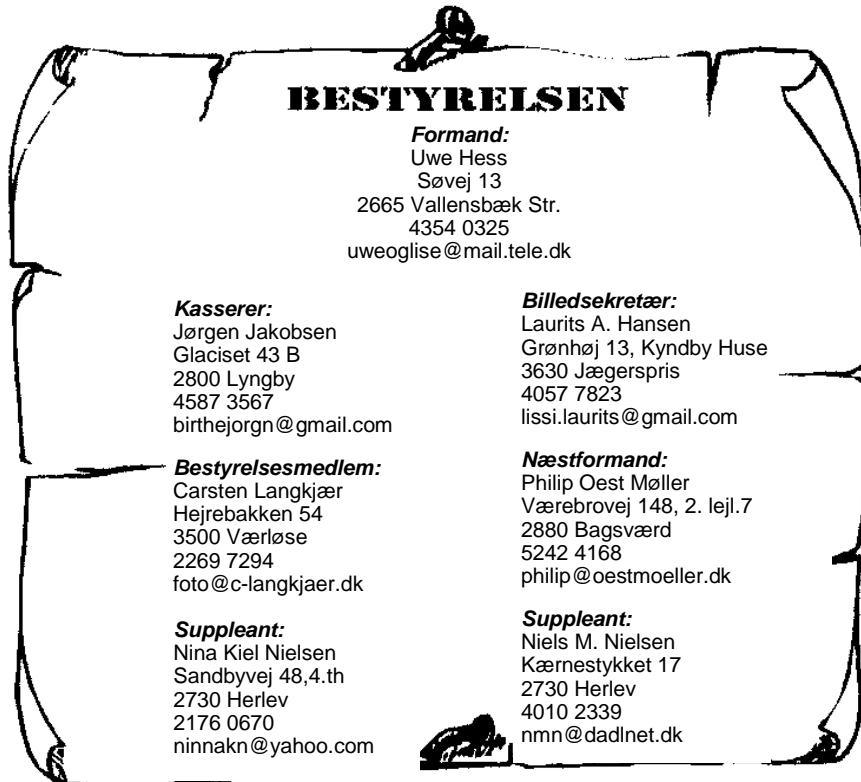 BESTYRELSEN
Formand:
Uwe Hess
Søvej 13
2665 Vallensbæk Str.
4354 0325
uweoglise@mail.tele.dk
Kasserer:
Jørgen Jakobsen
Glaciset 43 B
2800 Lyngby
4587 3567
birthejorgn@gmail.com
Billedsekretær:
Laurits A. Hansen
Grønhøj 13, Kyndby Huse
3630 Jægerspris
4057 7823
lissi.laurits@gmail.com
Bestyrelsesmedlem:
Carsten Langkjær
Hejrebakken 54
3500 Værløse
2269 7294
foto@c-langkjaer.dk
Næstformand:
Philip Oest Møller
Værebrovej 148, 2. lejl.7
2880 Bagsværd
5242 4168
philip@oestmoeller.dk
Suppleant:
Nina Kiel Nielsen
Sandbyvej 48,4.th
2730 Herlev
2176 0670
ninnakn@yahoo.com
Suppleant:
Niels M. Nielsen
Kærnestykket 17
2730 Herlev
4010 2339
nmn@dadlnet.dk